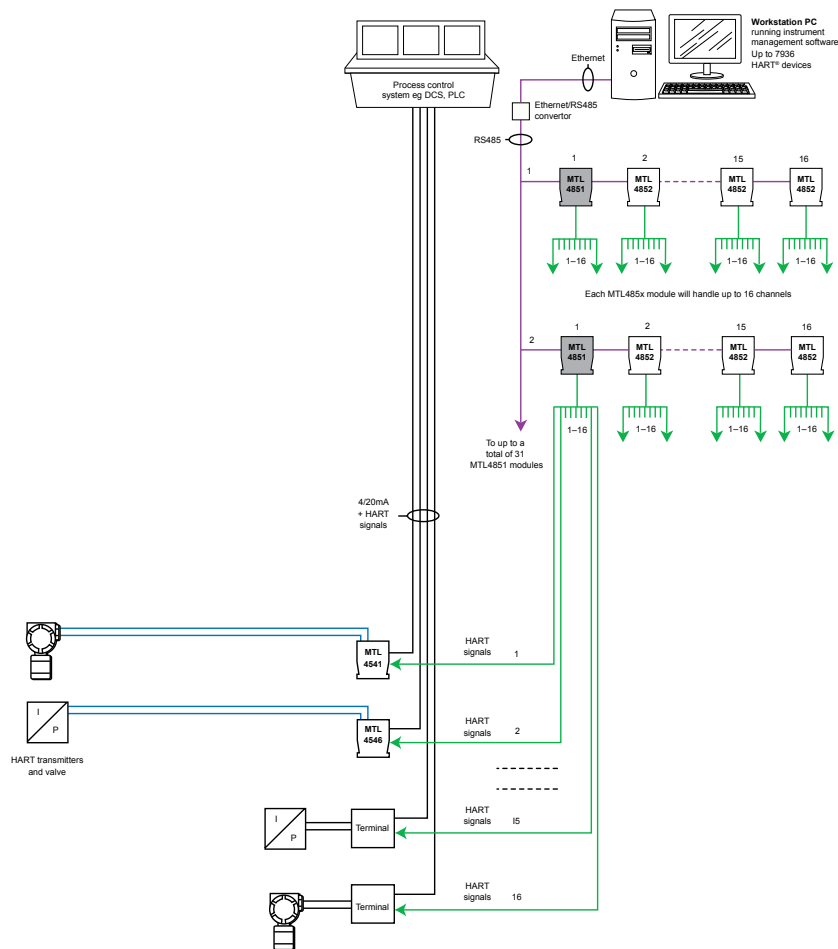 Workstation PC
running instrument
management software
Up to 7936
HART® devices
Ethernet
Process control
system eg DCS, PLC
Ethernet/RS485
convertor
RS485
1 2 15 16
1
MTL
4851
MTL
4852
MTL
4852
MTL
4852
1–16 1–16 1–16 1–16
Each MTL485x module will handle up to 16 channels
1 2 15 16
2
MTL
4851
MTL
4852
MTL
4852
MTL
4852
1–16 1–16 1–16 1–16
To up to a
total of 31
MTL4851 modules
4/20mA
+ HART
signals
MTL
4541
HART
signals 1
I
P
MTL
4546
HART
signals 2
HART transmitters
and valve
I
P
Terminal
HART
signals I5
Terminal
HART
signals 16